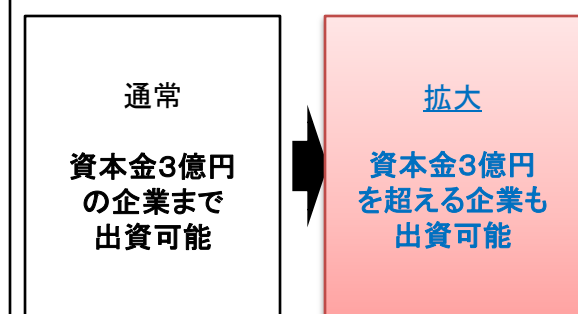 通常
資本金3億円
の企業まで
出資可能
拡大
資本金3億円
を超える企業も
出資可能